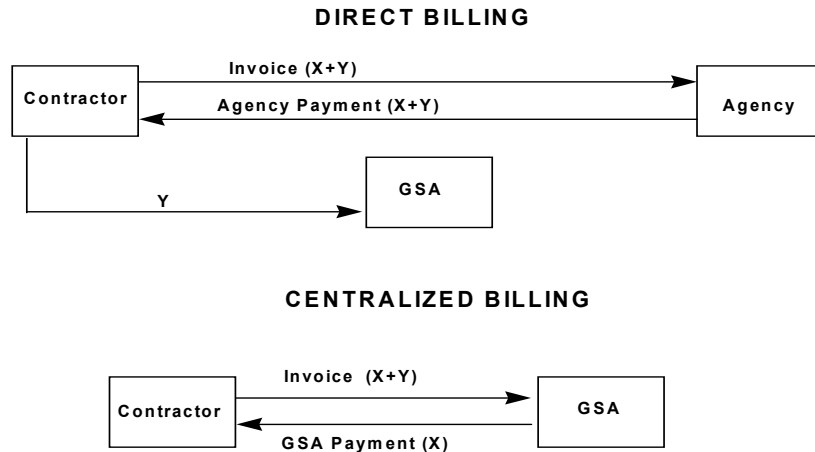 DIRECT BILLING
Invoice (X+Y)
Contractor
Agency Payment (X+Y)
Agency
GSA
Y
CENTRALIZED BILLING
Invoice (X+Y)
Contractor
GSA
GSA Payment (X)